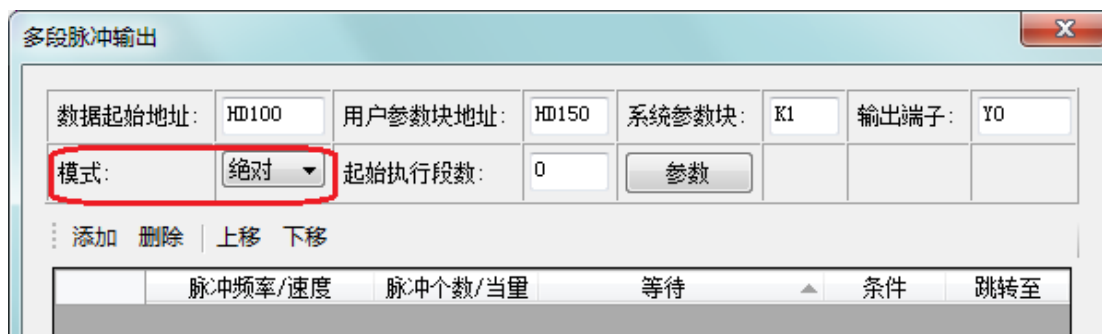 多段脉冲输出
数据起始地址: HD100 用户参数块地址: HD150 系统参数块: K1 输出端子: Y0
模式: 绝对 起始执行段数: 0 参数
添加 删除 上移 下移
脉冲频率/速度 脉冲个数/当量 等待 条件 跳转至